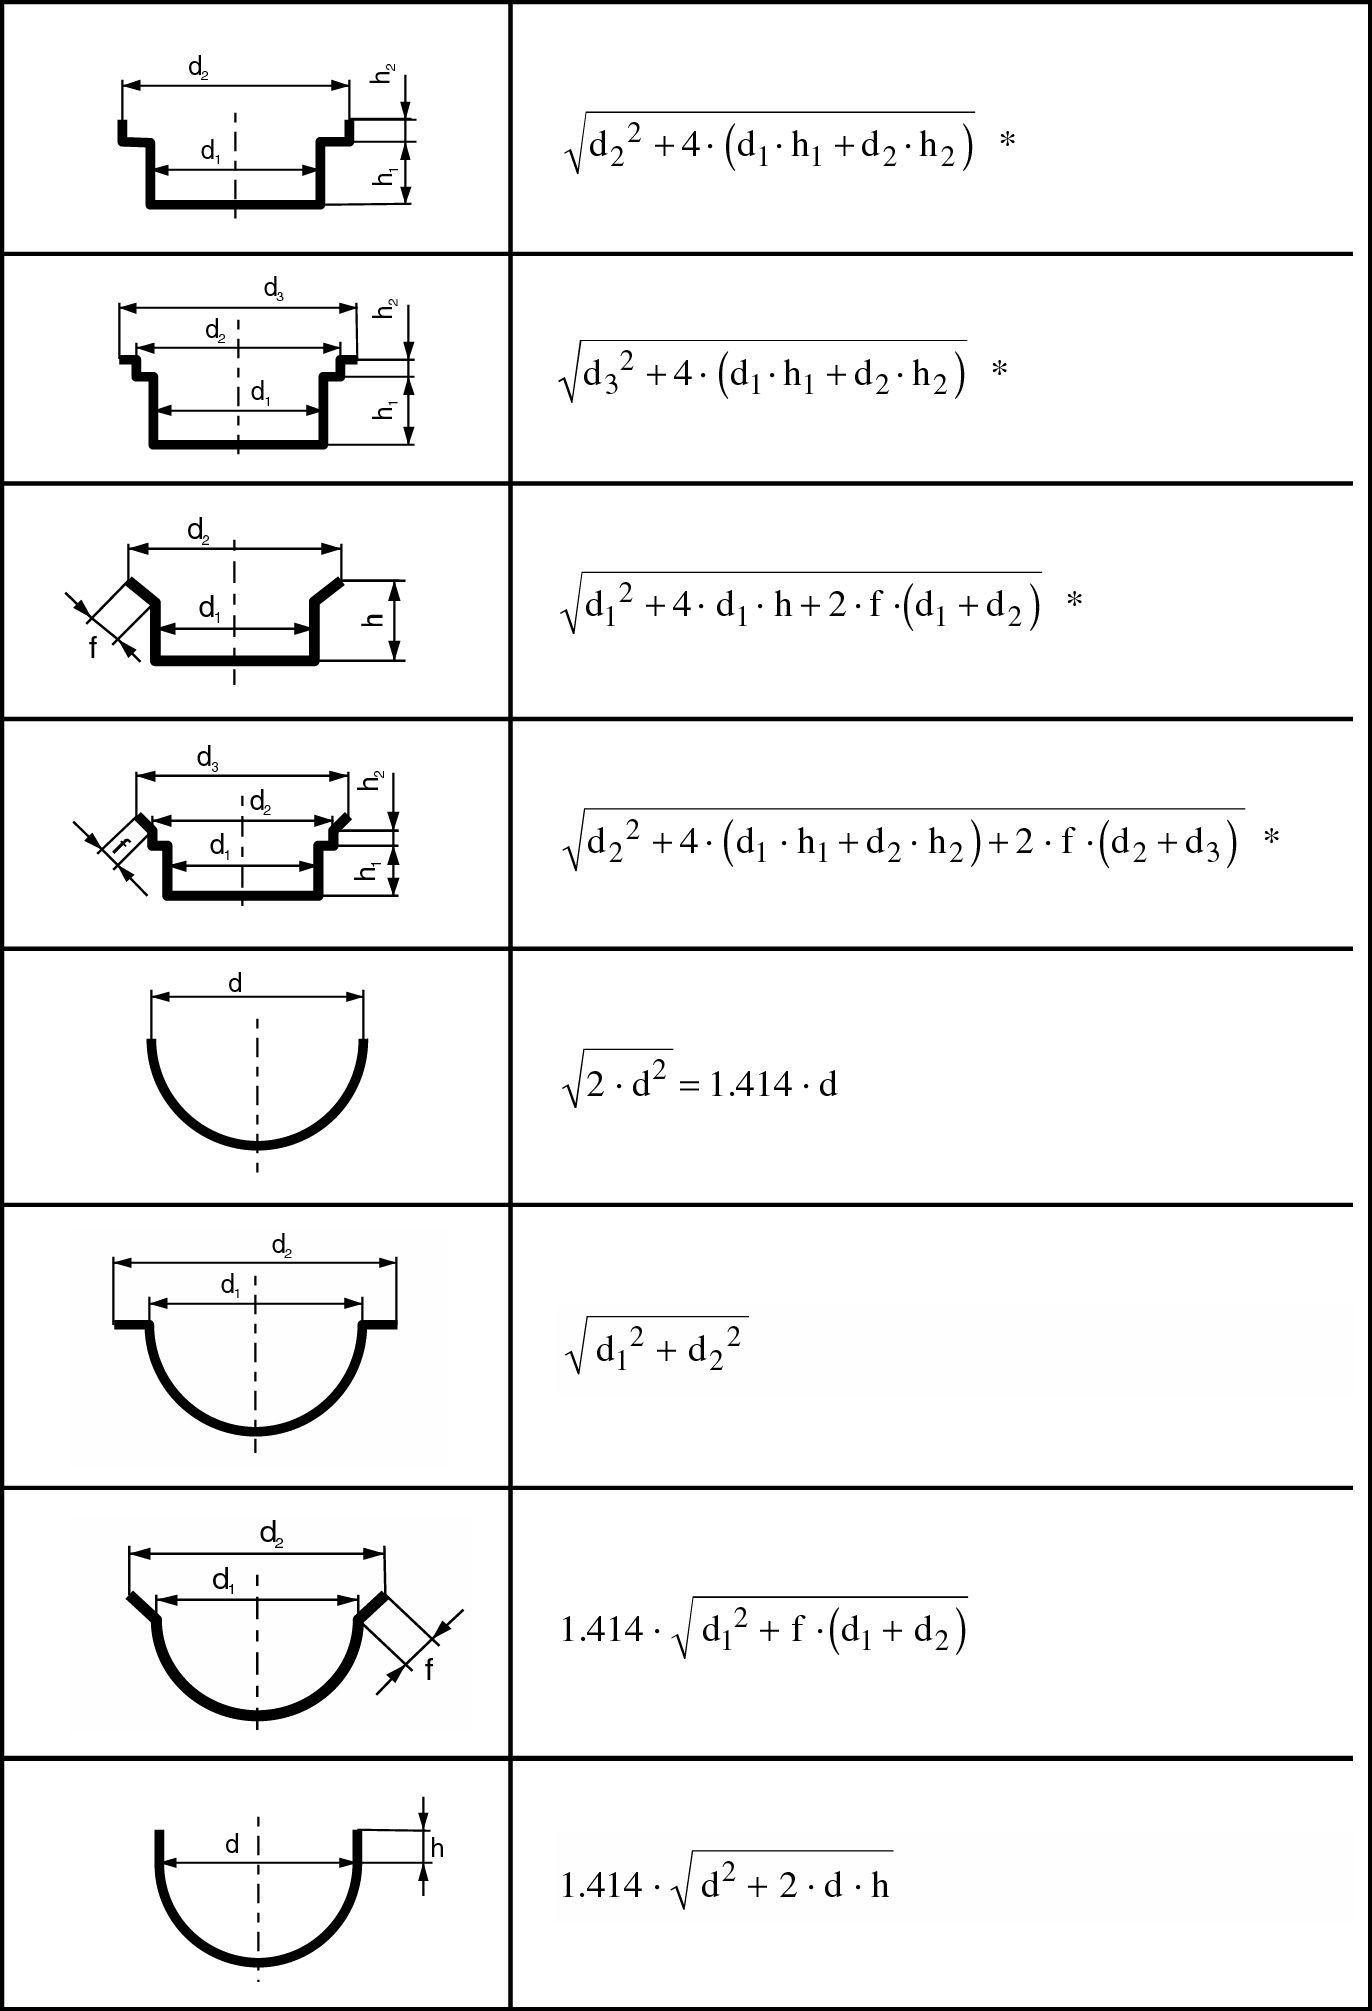 d₂ h₂
d₁ h₁
√(d₂² + 4 · (d₁ · h₁ + d₂ · h₂)) *
d₃ h₂
d₂
d₁ h₁
√(d₃² + 4 · (d₁ · h₁ + d₂ · h₂)) *
d₂
d₁ h
f
√(d₁² + 4 · d₁ · h + 2 · f · (d₁ + d₂)) *
d₃ h₂
d₂
f d₁ h₁
√(d₂² + 4 · (d₁ · h₁ + d₂ · h₂) + 2 · f · (d₂ + d₃)) *
d
√(2 · d²) = 1.414 · d
d₂
d₁
√(d₁² + d₂²)
d₂
d₁
f
1.414 · √(d₁² + f · (d₁ + d₂))
d h
1.414 · √(d² + 2 · d · h)